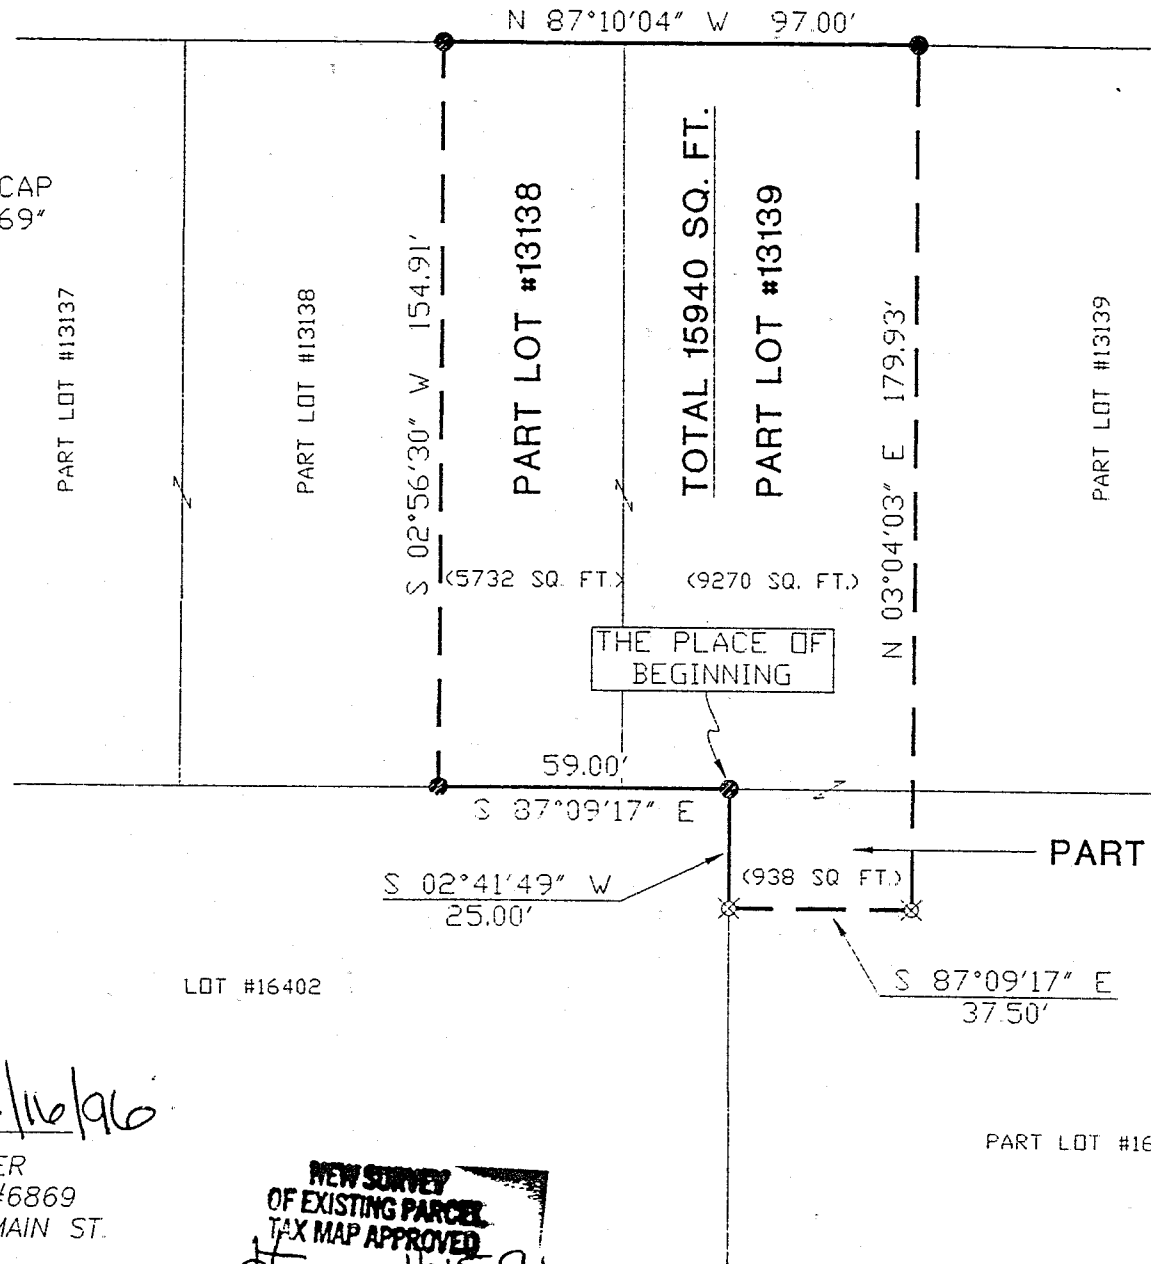 N 87°10'04" W 97.00'
CAP
69"
PART LOT #13137
PART LOT #13138
S 02°56'30" W 154.91'
PART LOT #13138
TOTAL 15940 SQ. FT.
PART LOT #13139
N 03°04'03" E 179.93'
PART LOT #13139
(5732 SQ. FT.)
(9270 SQ. FT.)
THE PLACE OF
BEGINNING
59.00'
S 87°09'17" E
PART
S 02°41'49" W
25.00'
(938 SQ FT.)
LOT #16402
S 87°09'17" E
37.50'
/16/96
PART LOT #16
ER
#6869
MAIN ST.
NEW SURVEY
OF EXISTING PARCEL
TAX MAP APPROVED